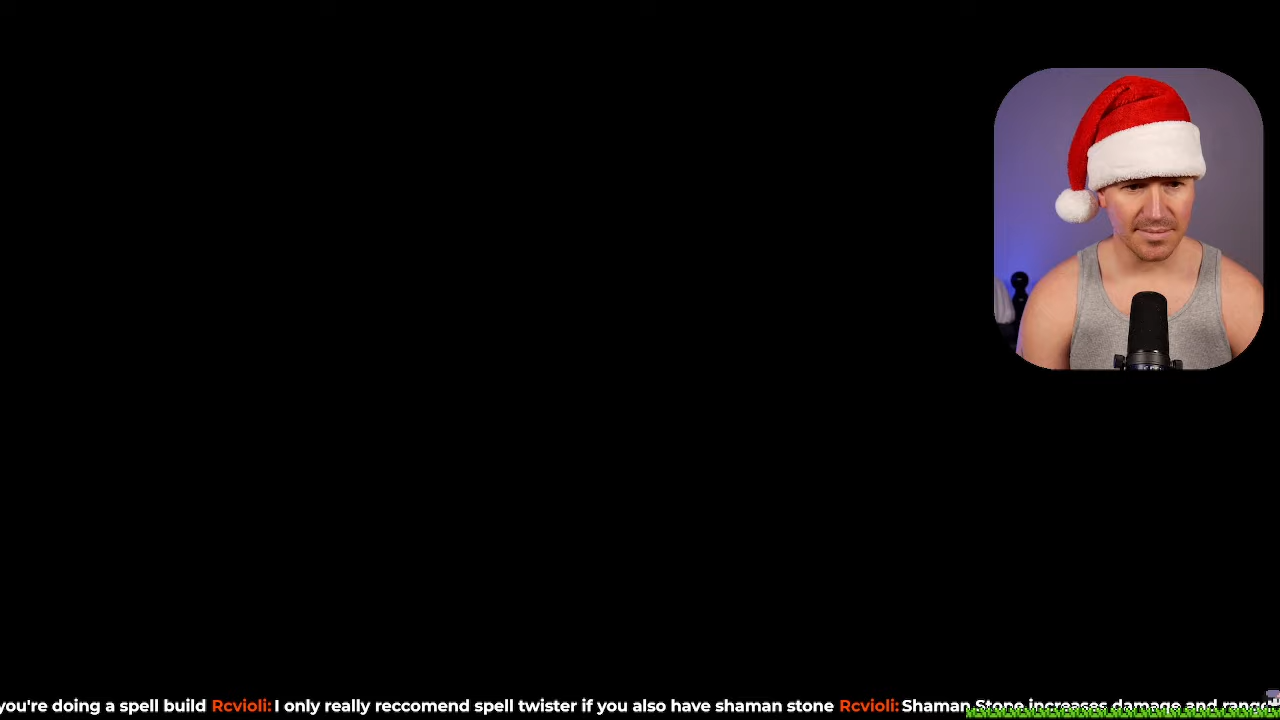 you're doing a spell build Rcvioli: I only really reccomend spell twister if you also have shaman stone Rcvioli: Shaman Stone increases damage and range